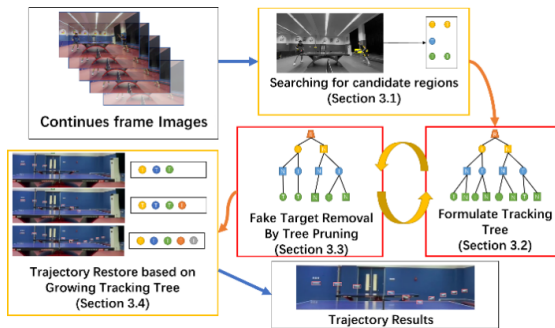 Continues frame Images
Searching for candidate regions
(Section 3.1)
Formulate Tracking
Tree
(Section 3.2)
Fake Target Removal
By Tree Pruning
(Section 3.3)
Trajectory Restore based on
Growing Tracking Tree
(Section 3.4)
Trajectory Results